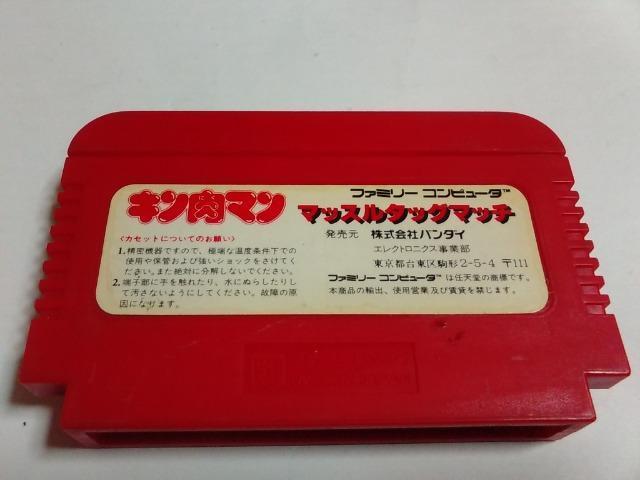 キン肉マン
ファミリー コンピュータ™
マッスルタッグマッチ
発売元 株式会社バンダイ
エレクトロニクス事業部
東京都台東区駒形2-5-4 〒111
ファミリー コンピュータ™ は任天堂の商標です。
本商品の輸出、使用営業及び賃貸を禁じます。
〈カセットについてのお願い〉
1.精密機器ですので、極端な温度条件下での
使用や保管および強いショックをさけてく
ださい。また絶対に分解しないでください。
2.端子部に手を触れたり、水にぬらしたりし
て汚さないようにしてください。故障の原
因になります。